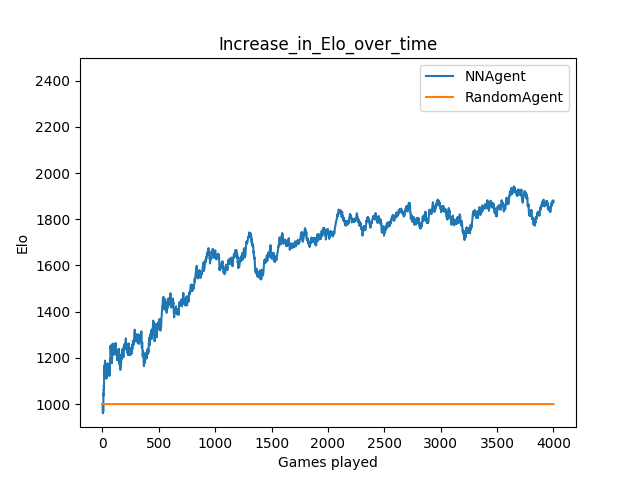 Increase_in_Elo_over_time
NNAgent
RandomAgent
2400
2200
2000
1800
1600
1400
1200
1000
Elo
0 500 1000 1500 2000 2500 3000 3500 4000
Games played